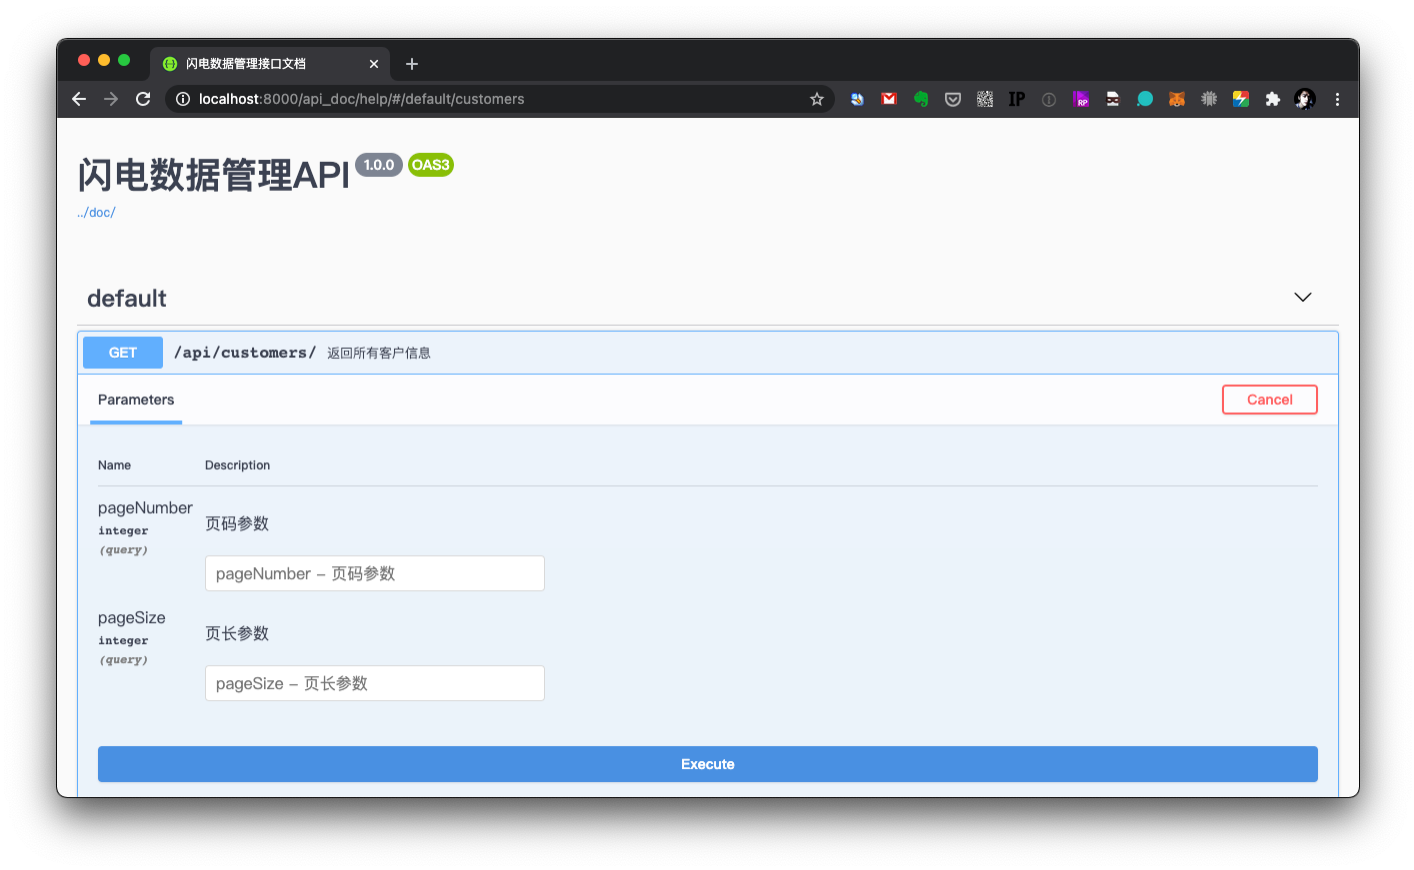 闪电数据管理接口文档
localhost:8000/api_doc/help/#/default/customers
IP
RP
闪电数据管理API 1.0.0 OAS3
../doc/
default
GET /api/customers/ 返回所有客户信息
Parameters Cancel
Name Description
pageNumber
integer
(query)
页码参数
pageNumber – 页码参数
pageSize
integer
(query)
页长参数
pageSize – 页长参数
Execute